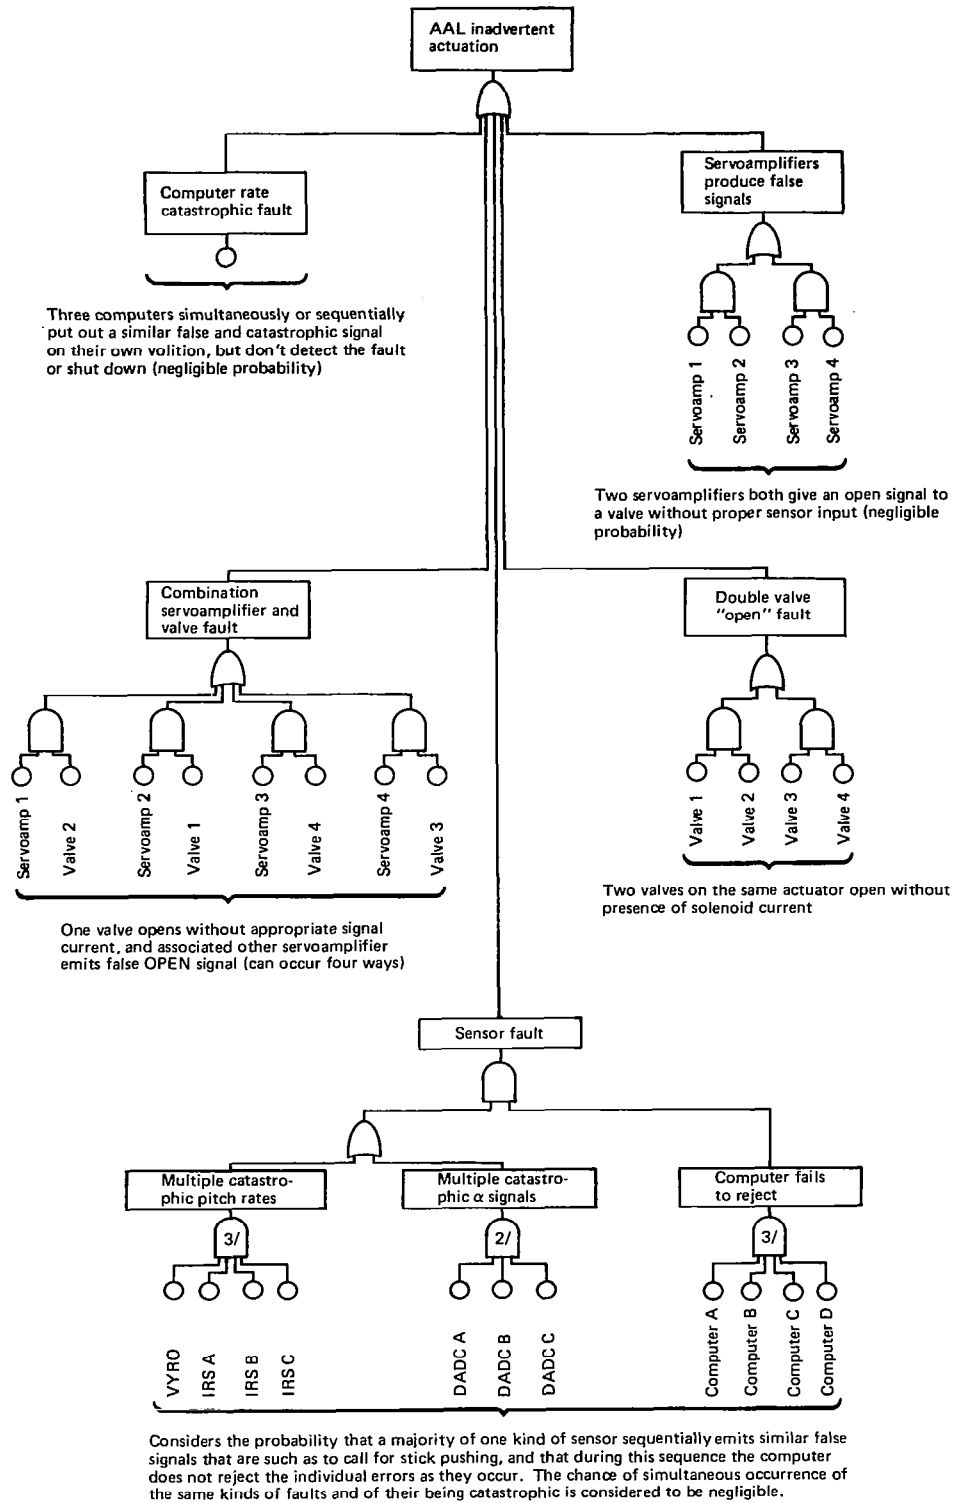 AAL inadvertent
actuation
Computer rate
catastrophic fault
Servoamplifiers
produce false
signals
Three computers simultaneously or sequentially
put out a similar false and catastrophic signal
on their own volition, but don't detect the fault
or shut down (negligible probability)
Servoamp 1
Servoamp 2
Servoamp 3
Servoamp 4
Two servoamplifiers both give an open signal to
a valve without proper sensor input (negligible
probability)
Combination
servoamplifier and
valve fault
Double valve
"open" fault
Servoamp 1
Valve 2
Servoamp 2
Valve 1
Servoamp 3
Valve 4
Servoamp 4
Valve 3
Valve 1
Valve 2
Valve 3
Valve 4
One valve opens without appropriate signal
current, and associated other servoamplifier
emits false OPEN signal (can occur four ways)
Two valves on the same actuator open without
presence of solenoid current
Sensor fault
Multiple catastro-
phic pitch rates
Multiple catastro-
phic α signals
Computer fails
to reject
3/
2/
3/
VYRO
IRS A
IRS B
IRS C
DADC A
DADC B
DADC C
Computer A
Computer B
Computer C
Computer D
Considers the probability that a majority of one kind of sensor sequentially emits similar false
signals that are such as to call for stick pushing, and that during this sequence the computer
does not reject the individual errors as they occur. The chance of simultaneous occurrence of
the same kinds of faults and of their being catastrophic is considered to be negligible.